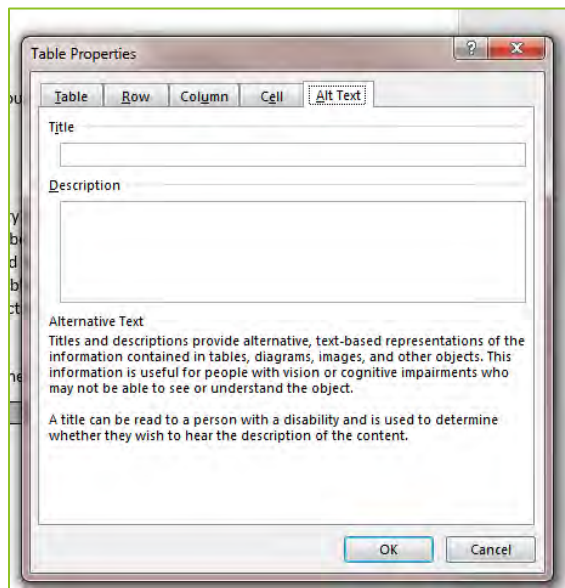 Table Properties
?
Table Row Column Cell Alt Text
Title
Description
Alternative Text
Titles and descriptions provide alternative, text-based representations of the
information contained in tables, diagrams, images, and other objects. This
information is useful for people with vision or cognitive impairments who
may not be able to see or understand the object.
A title can be read to a person with a disability and is used to determine
whether they wish to hear the description of the content.
OK Cancel